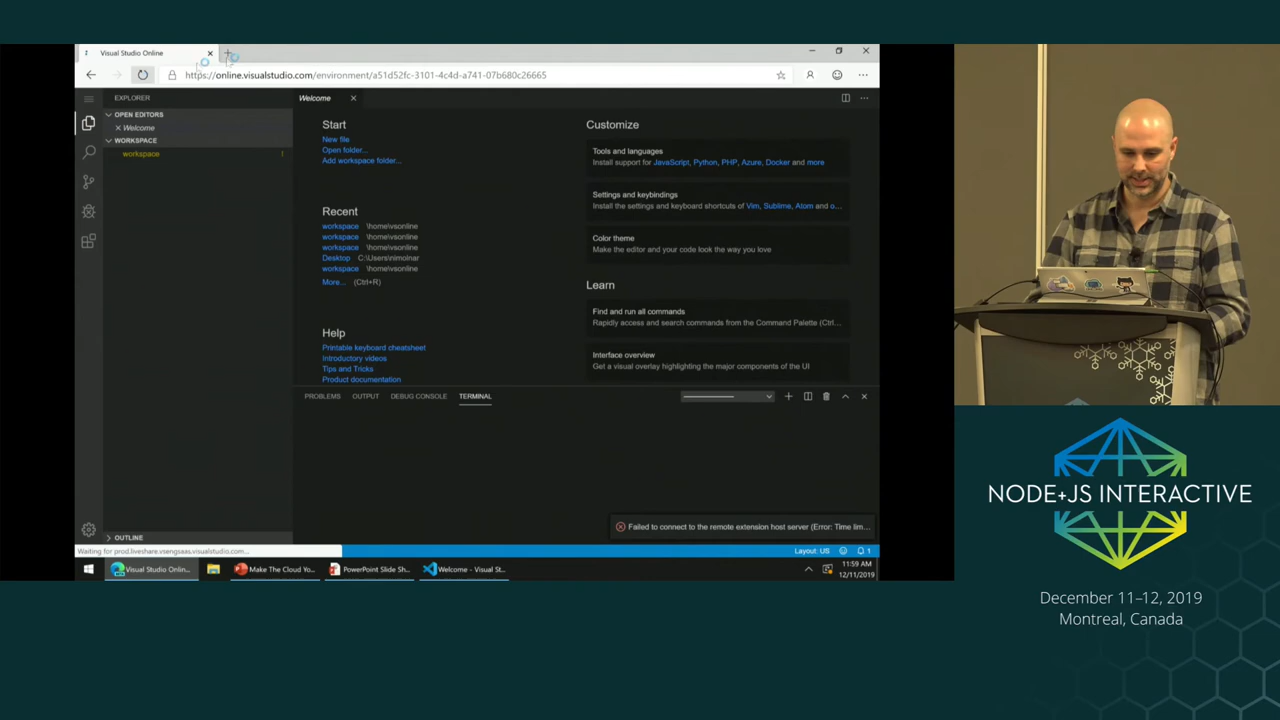 Visual Studio Online
https://online.visualstudio.com/environment/a51d52fc-3101-4c4d-a741-07b680c26665
EXPLORER
OPEN EDITORS
Welcome
WORKSPACE
workspace !
OUTLINE
Welcome
Start
New file
Open folder...
Add workspace folder...
Recent
workspace \home\vsonline
workspace \home\vsonline
workspace \home\vsonline
Desktop C:\Users\nimolnar
workspace \home\vsonline
More... (Ctrl+R)
Help
Printable keyboard cheatsheet
Introductory videos
Tips and Tricks
Product documentation
Customize
Tools and languages
Install support for JavaScript, Python, PHP, Azure, Docker and more
Settings and keybindings
Install the settings and keyboard shortcuts of Vim, Sublime, Atom and o...
Color theme
Make the editor and your code look the way you love
Learn
Find and run all commands
Rapidly access and search commands from the Command Palette (Ctrl...
Interface overview
Get a visual overlay highlighting the major components of the UI
PROBLEMS OUTPUT DEBUG CONSOLE TERMINAL
Failed to connect to the remote extension host server (Error: Time lim...
Waiting for prod.liveshare.vsengsaas.visualstudio.com...
Layout: US 1
Visual Studio Onlin... Make The Cloud Yo... PowerPoint Slide Sh... Welcome - Visual St...
11:59 AM
12/11/2019
NODE+JS INTERACTIVE
December 11–12, 2019
Montreal, Canada